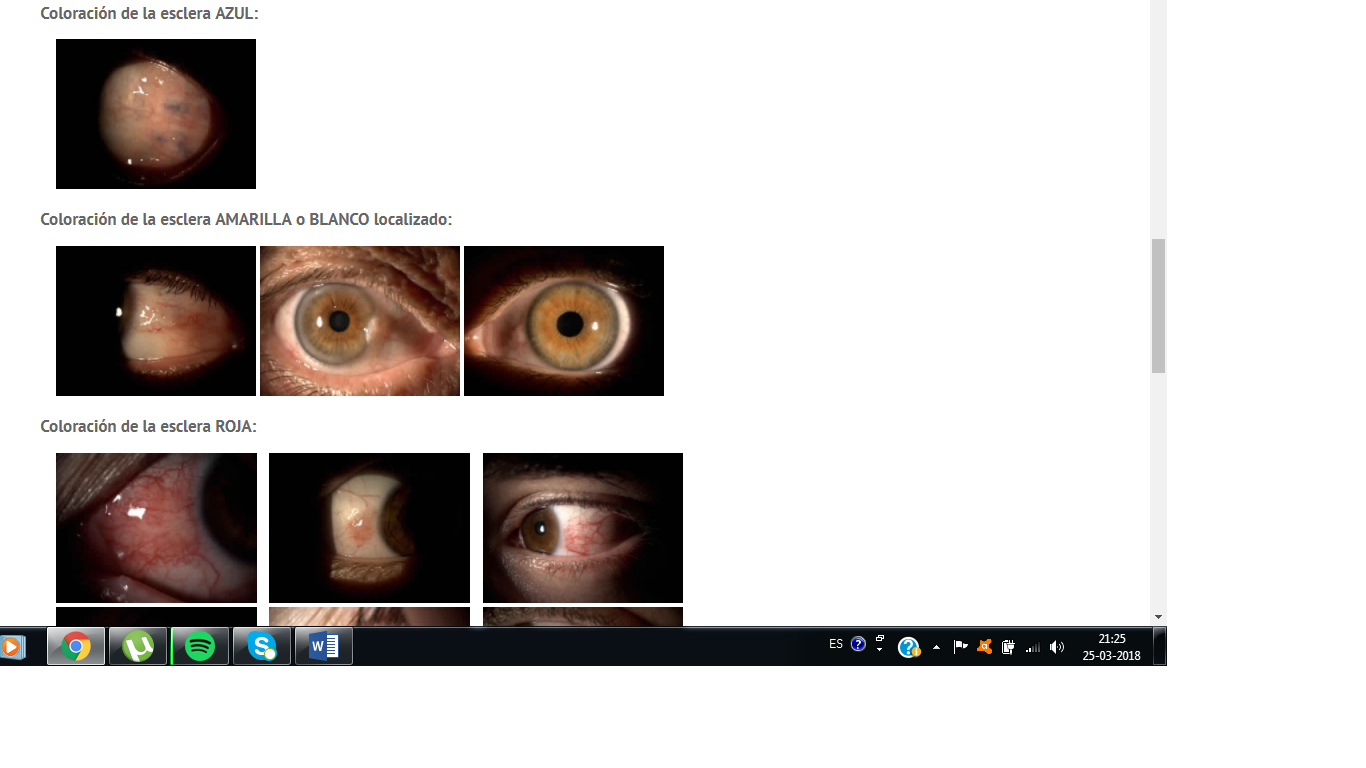 Coloración de la esclera AZUL:
Coloración de la esclera AMARILLA o BLANCO localizado:
Coloración de la esclera ROJA:
W
ES
21:25
25-03-2018